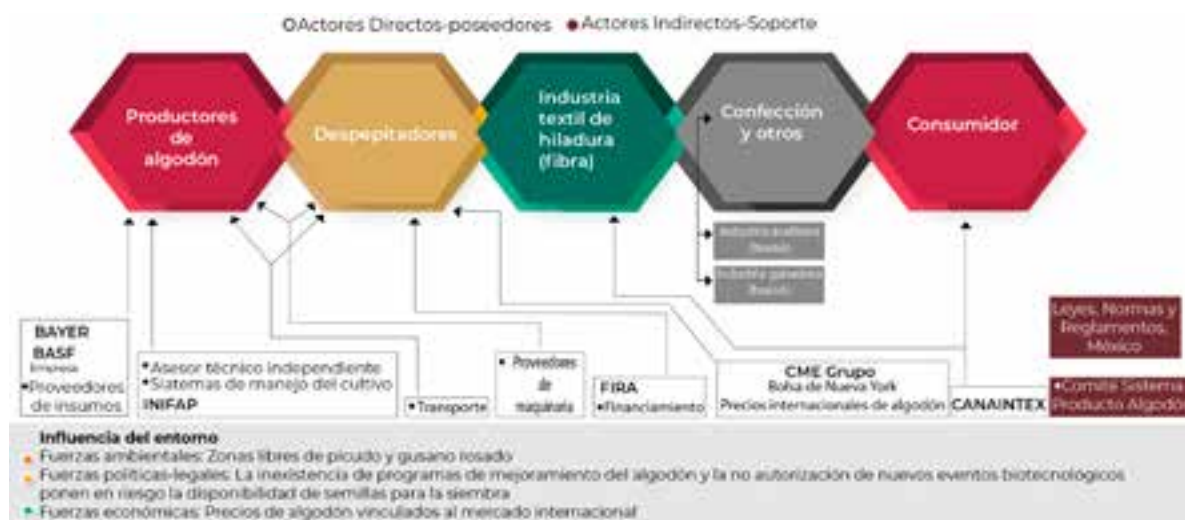 Actores Directos-poseedores
Actores Indirectos-Soporte
Productores
de
algodón
Despepitadores
Industria
textil de
hiladura
(fibra)
Confección
y otros
Consumidor
Industria
Industria
BAYER
BASF
Empresa
Proveedores
de insumos
Asesor técnico independiente
Sistemas de manejo del cultivo
INIFAP
Transporte
Proveedores
de
maquinaria
FIRA
Financiamiento
CME Grupo
Bolsa de Nueva York
Precios internacionales de algodón
CANAINTEX
Leyes, Normas y
Reglamentos,
México
Comité Sistema
Producto Algodón
Influencia del entorno
Fuerzas ambientales: Zonas libres de picudo y gusano rosado
Fuerzas políticas-legales: La inexistencia de programas de mejoramiento del algodón y la no autorización de nuevos eventos biotecnológicos
ponen en riesgo la disponibilidad de semillas para la siembra
Fuerzas económicas: Precios de algodón vinculados al mercado internacional